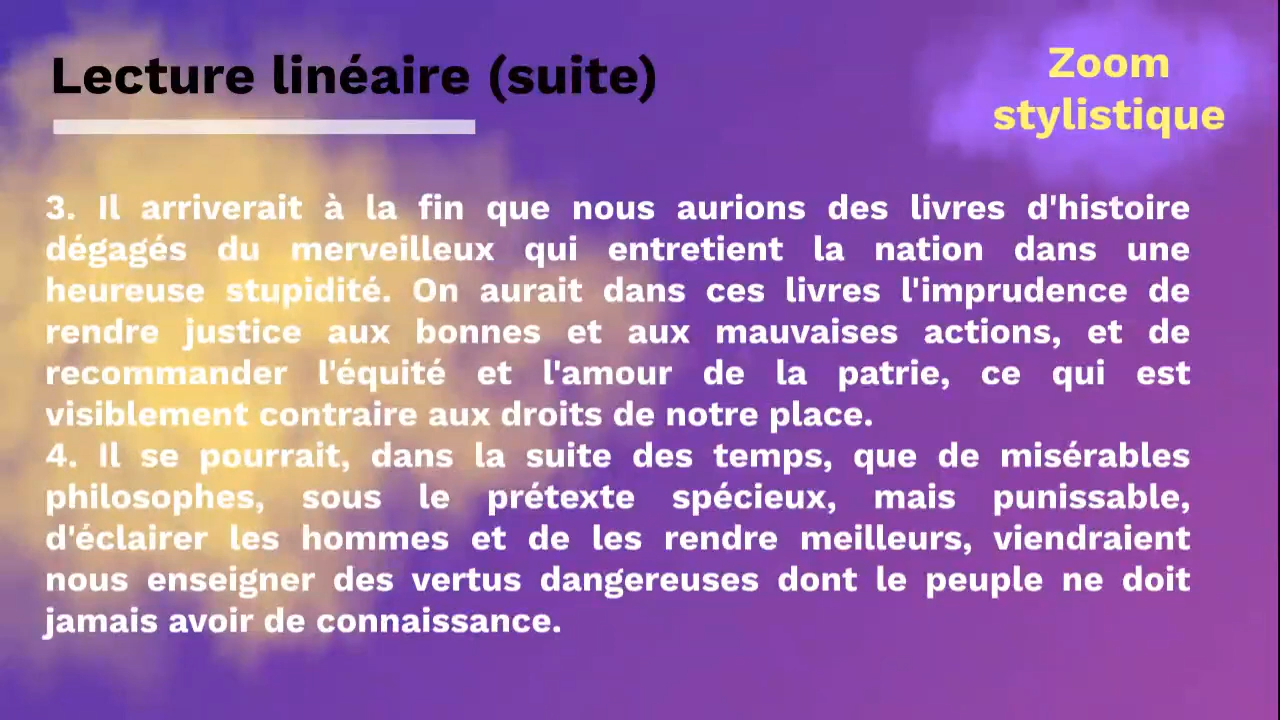 Lecture linéaire (suite)
Zoom
stylistique
3. Il arriverait à la fin que nous aurions des livres d'histoire
dégagés du merveilleux qui entretient la nation dans une
heureuse stupidité. On aurait dans ces livres l'imprudence de
rendre justice aux bonnes et aux mauvaises actions, et de
recommander l'équité et l'amour de la patrie, ce qui est
visiblement contraire aux droits de notre place.
4. Il se pourrait, dans la suite des temps, que de misérables
philosophes, sous le prétexte spécieux, mais punissable,
d'éclairer les hommes et de les rendre meilleurs, viendraient
nous enseigner des vertus dangereuses dont le peuple ne doit
jamais avoir de connaissance.